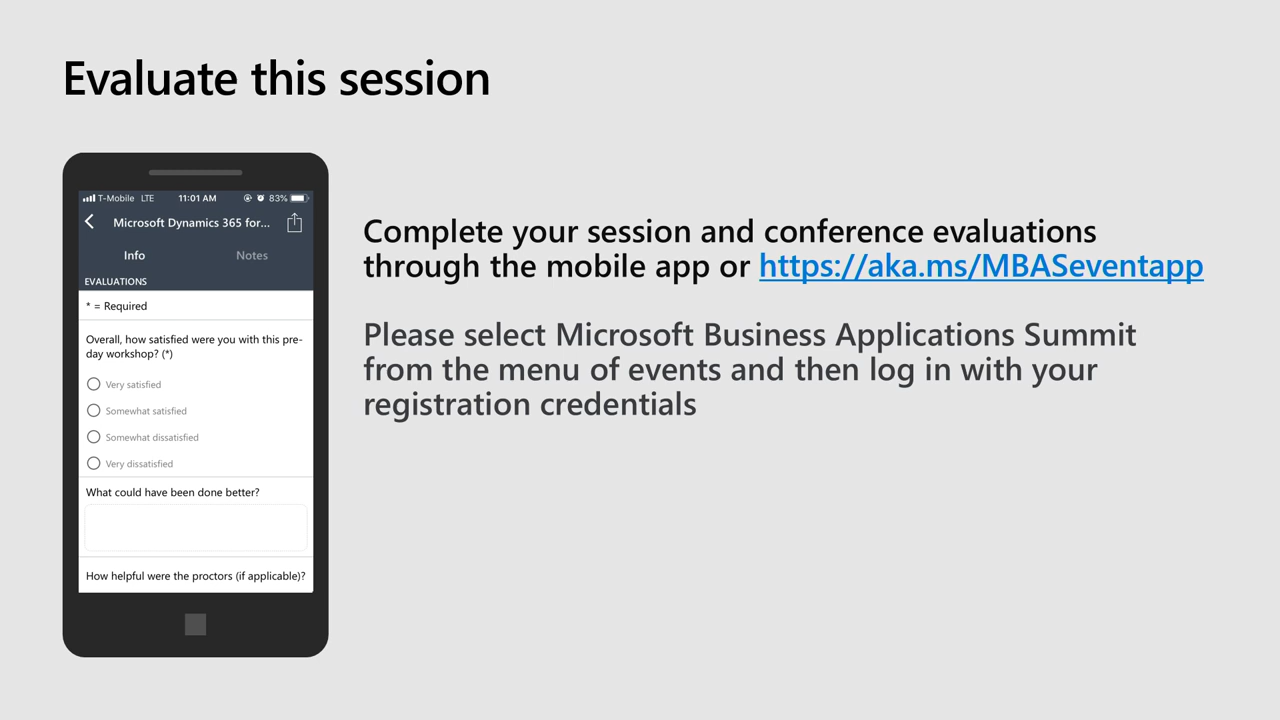 Evaluate this session
T-Mobile LTE 11:01 AM 83%
Microsoft Dynamics 365 for...
Info Notes
EVALUATIONS
* = Required
Overall, how satisfied were you with this pre-
day workshop? (*)
Very satisfied
Somewhat satisfied
Somewhat dissatisfied
Very dissatisfied
What could have been done better?
How helpful were the proctors (if applicable)?
Complete your session and conference evaluations
through the mobile app or https://aka.ms/MBASeventapp
Please select Microsoft Business Applications Summit
from the menu of events and then log in with your
registration credentials